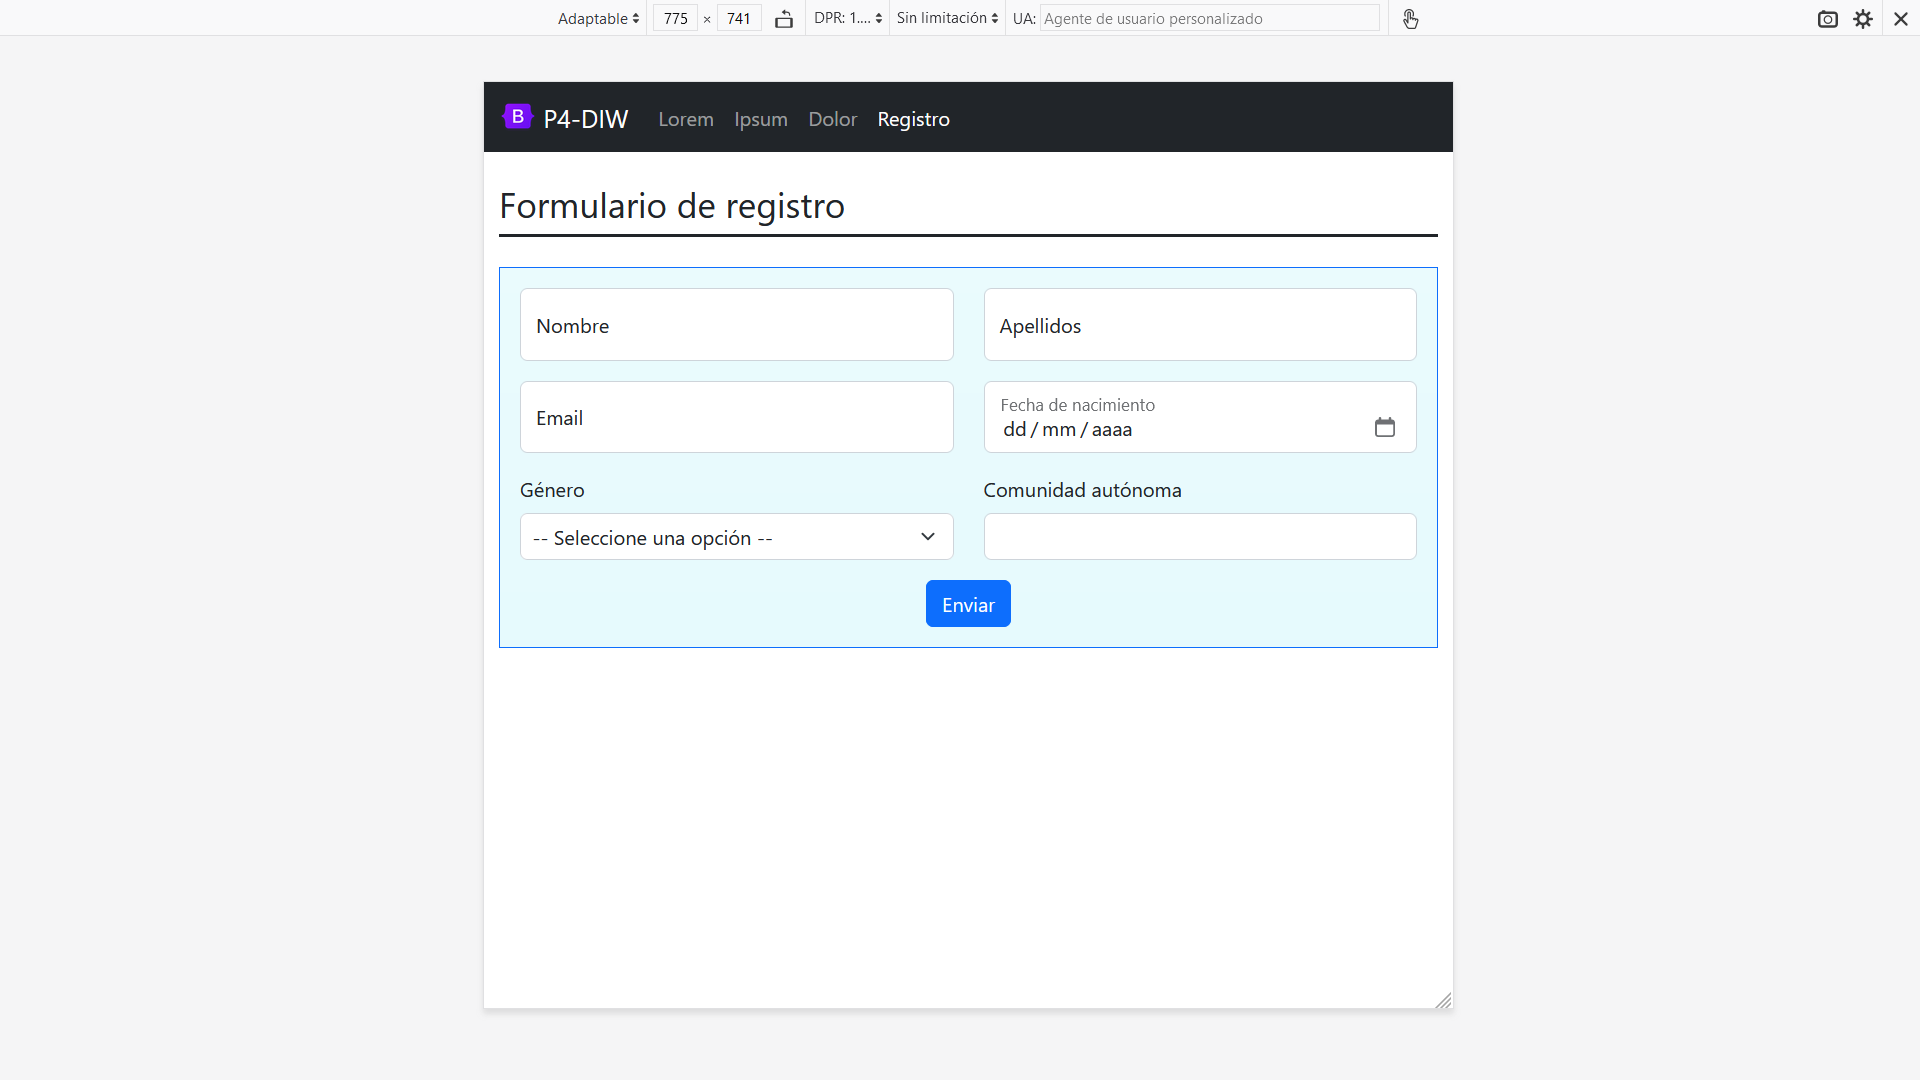 Adaptable 775 × 741 DPR: 1.... Sin limitación UA: Agente de usuario personalizado
B P4-DIW Lorem Ipsum Dolor Registro
Formulario de registro
Nombre Apellidos
Email Fecha de nacimiento
dd / mm / aaaa
Género Comunidad autónoma
-- Seleccione una opción --
Enviar